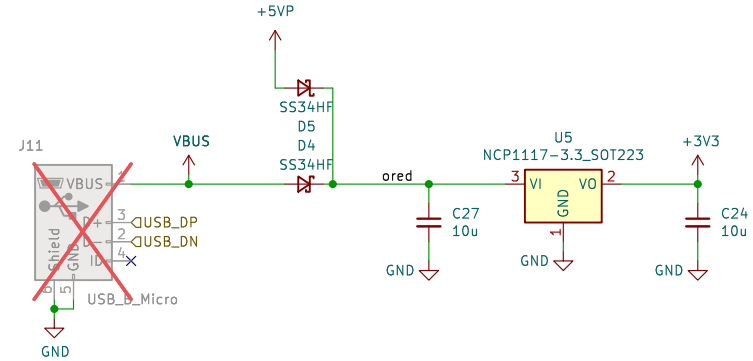 +5VP
SS34HF
D5
D4
SS34HF
VBUS
J11
VBUS
1
D+
3
USB_DP
D-
2
USB_DN
ID
4
Shield
GND
6
5
USB_B_Micro
GND
ored
C27
10u
GND
U5
NCP1117-3.3_SOT223
3
VI
VO
2
GND
1
GND
+3V3
C24
10u
GND